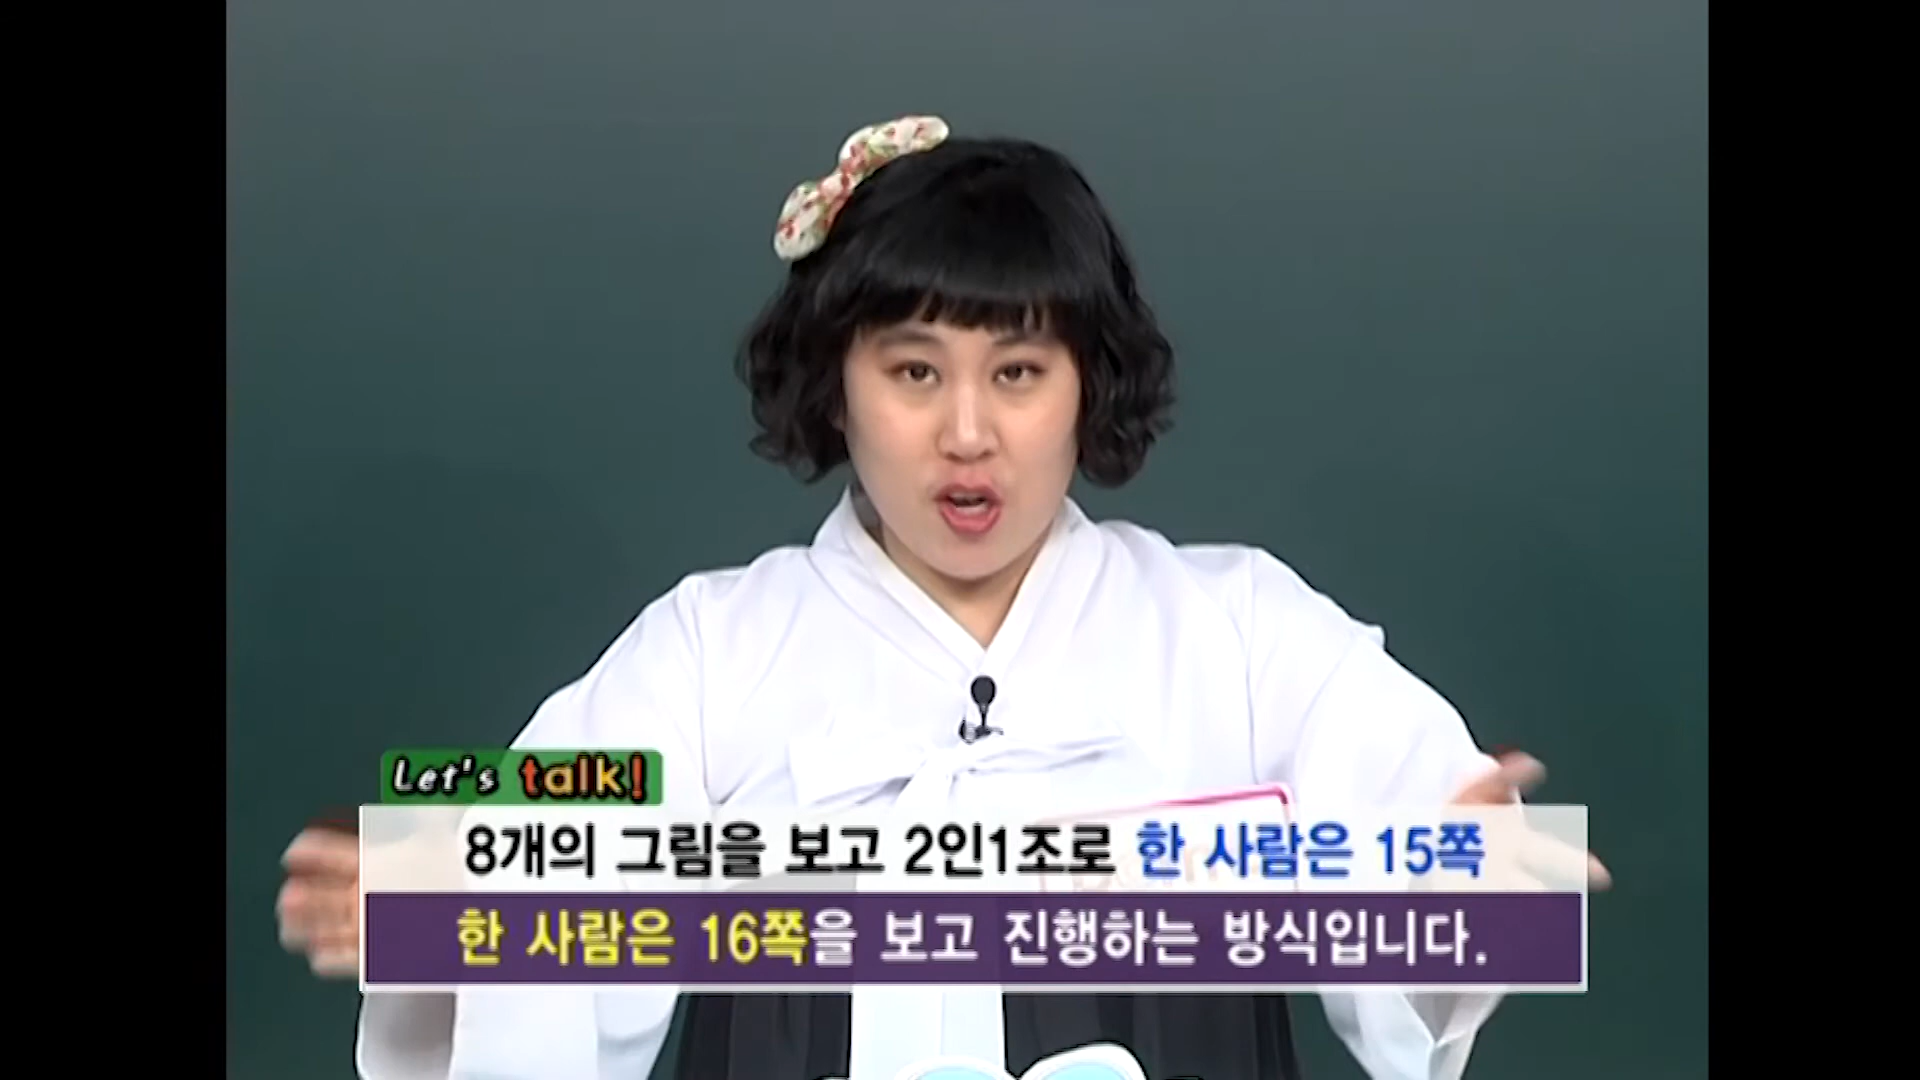 Let's talk!
8개의 그림을 보고 2인1조로 한 사람은 15쪽
한 사람은 16쪽을 보고 진행하는 방식입니다.